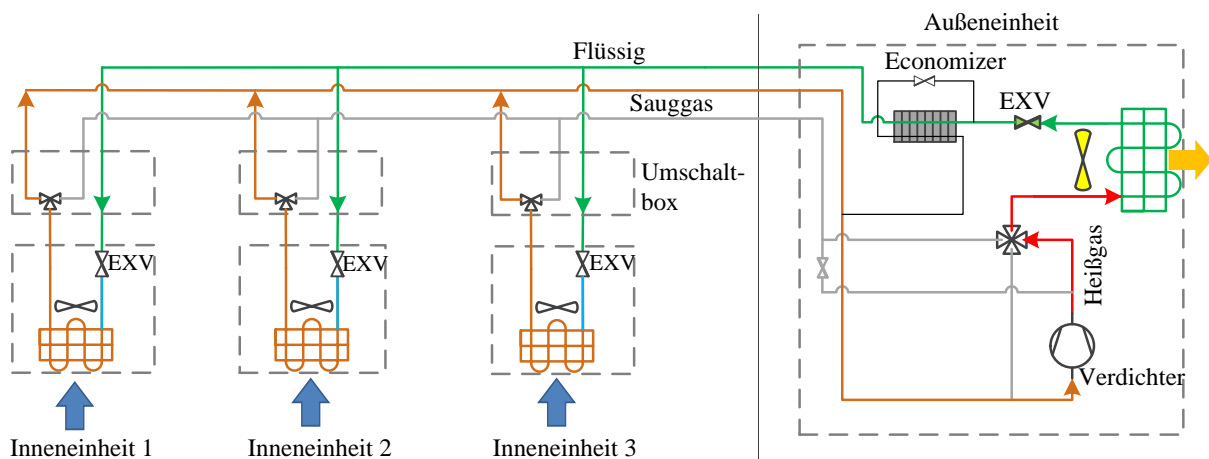 Außeneinheit
Flüssig
Economizer
EXV
Sauggas
Umschalt-
box
EXV
EXV
EXV
Heißgas
Verdichter
Inneneinheit 1
Inneneinheit 2
Inneneinheit 3